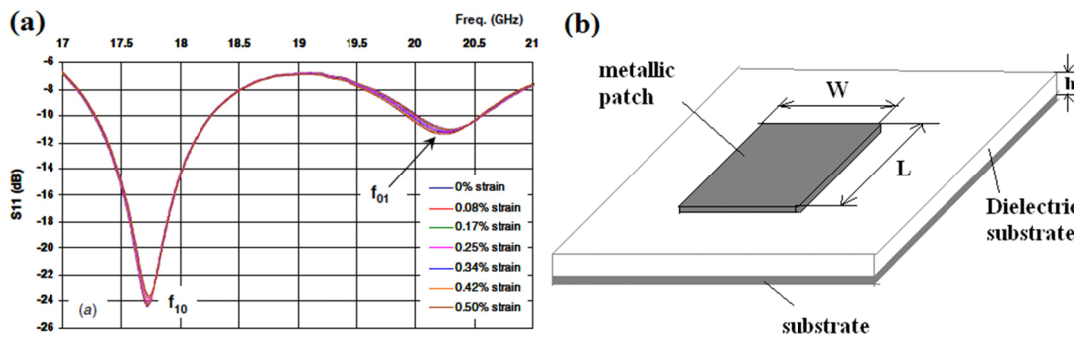 (a)
Freq. (GHz)
17 17.5 18 18.5 19 19.5 20 20.5 21
-6
-8
-10
-12
-14
-16
-18
-20
-22
-24
-26
S11 (dB)
f01
f10
0% strain
0.08% strain
0.17% strain
0.25% strain
0.34% strain
0.42% strain
0.50% strain
(a)
(b)
metallic
patch
W
h
L
Dielectric
substrate
substrate